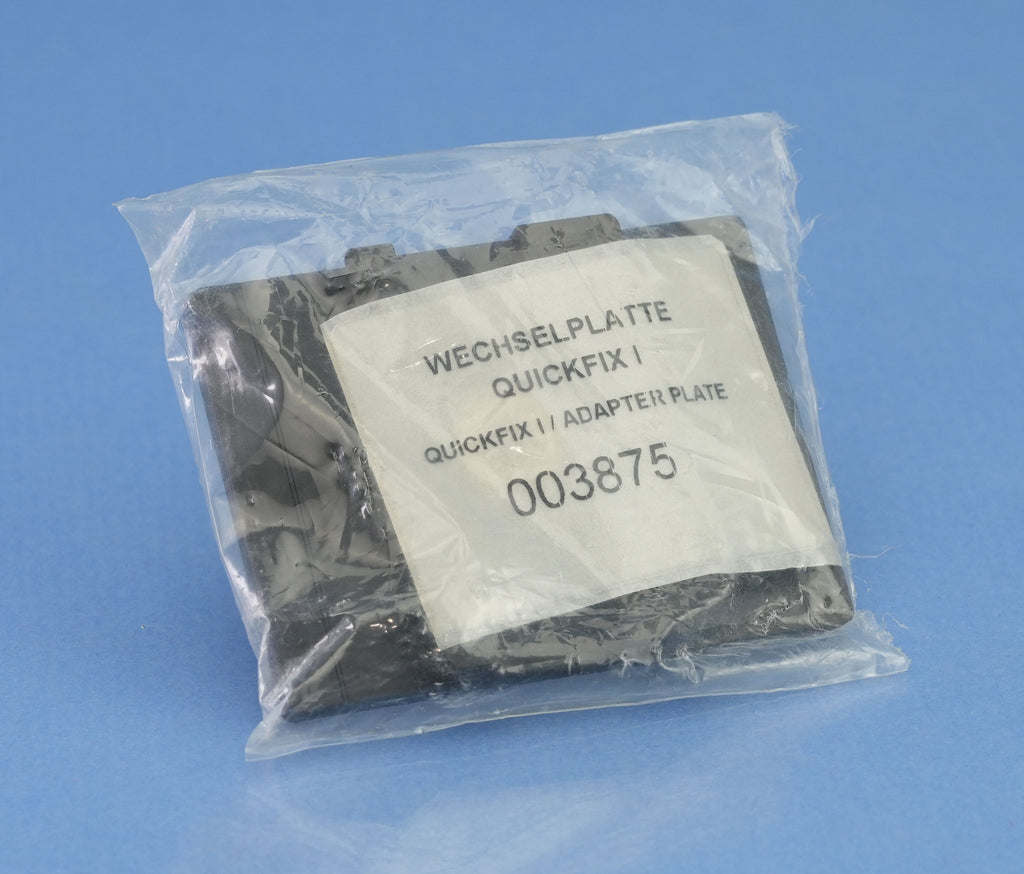 WECHSELPLATTE
QUICKFIX I
QUICKFIX I / ADAPTER PLATE
003875